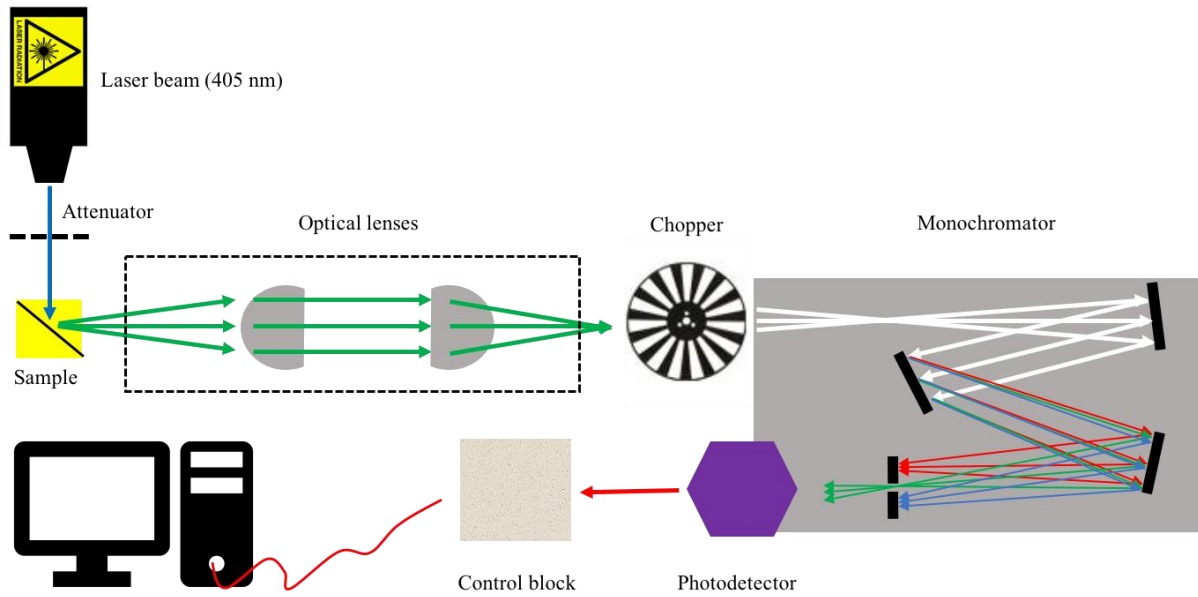 LASER RADIATION
Laser beam (405 nm)
Attenuator
Optical lenses
Chopper
Monochromator
Sample
Control block
Photodetector